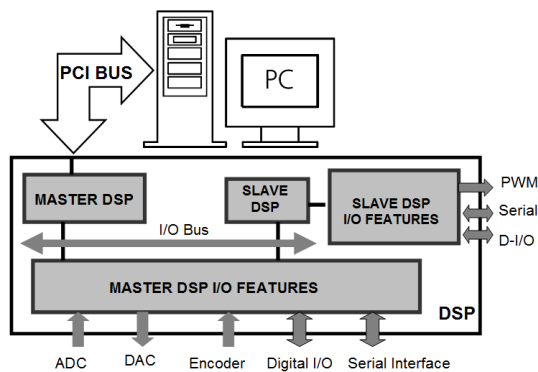 PCI BUS
PC
MASTER DSP
SLAVE
DSP
SLAVE DSP
I/O FEATURES
PWM
Serial
D-I/O
I/O Bus
MASTER DSP I/O FEATURES
DSP
ADC
DAC
Encoder
Digital I/O
Serial Interface